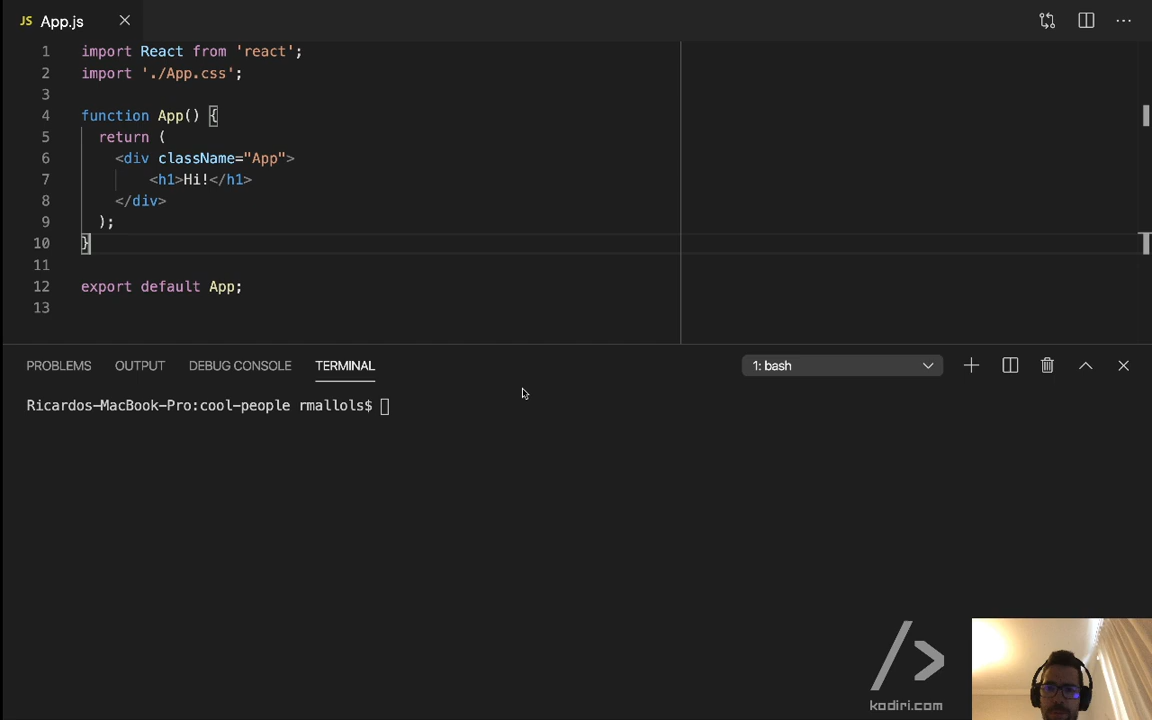 JS App.js
1 import React from 'react';
2 import './App.css';
3
4 function App() {
5 return (
6 <div className="App">
7 <h1>Hi!</h1>
8 </div>
9 );
10 }
11
12 export default App;
13
PROBLEMS OUTPUT DEBUG CONSOLE TERMINAL 1: bash
Ricardos-MacBook-Pro:cool-people rmallols$
/>
kodiri.com